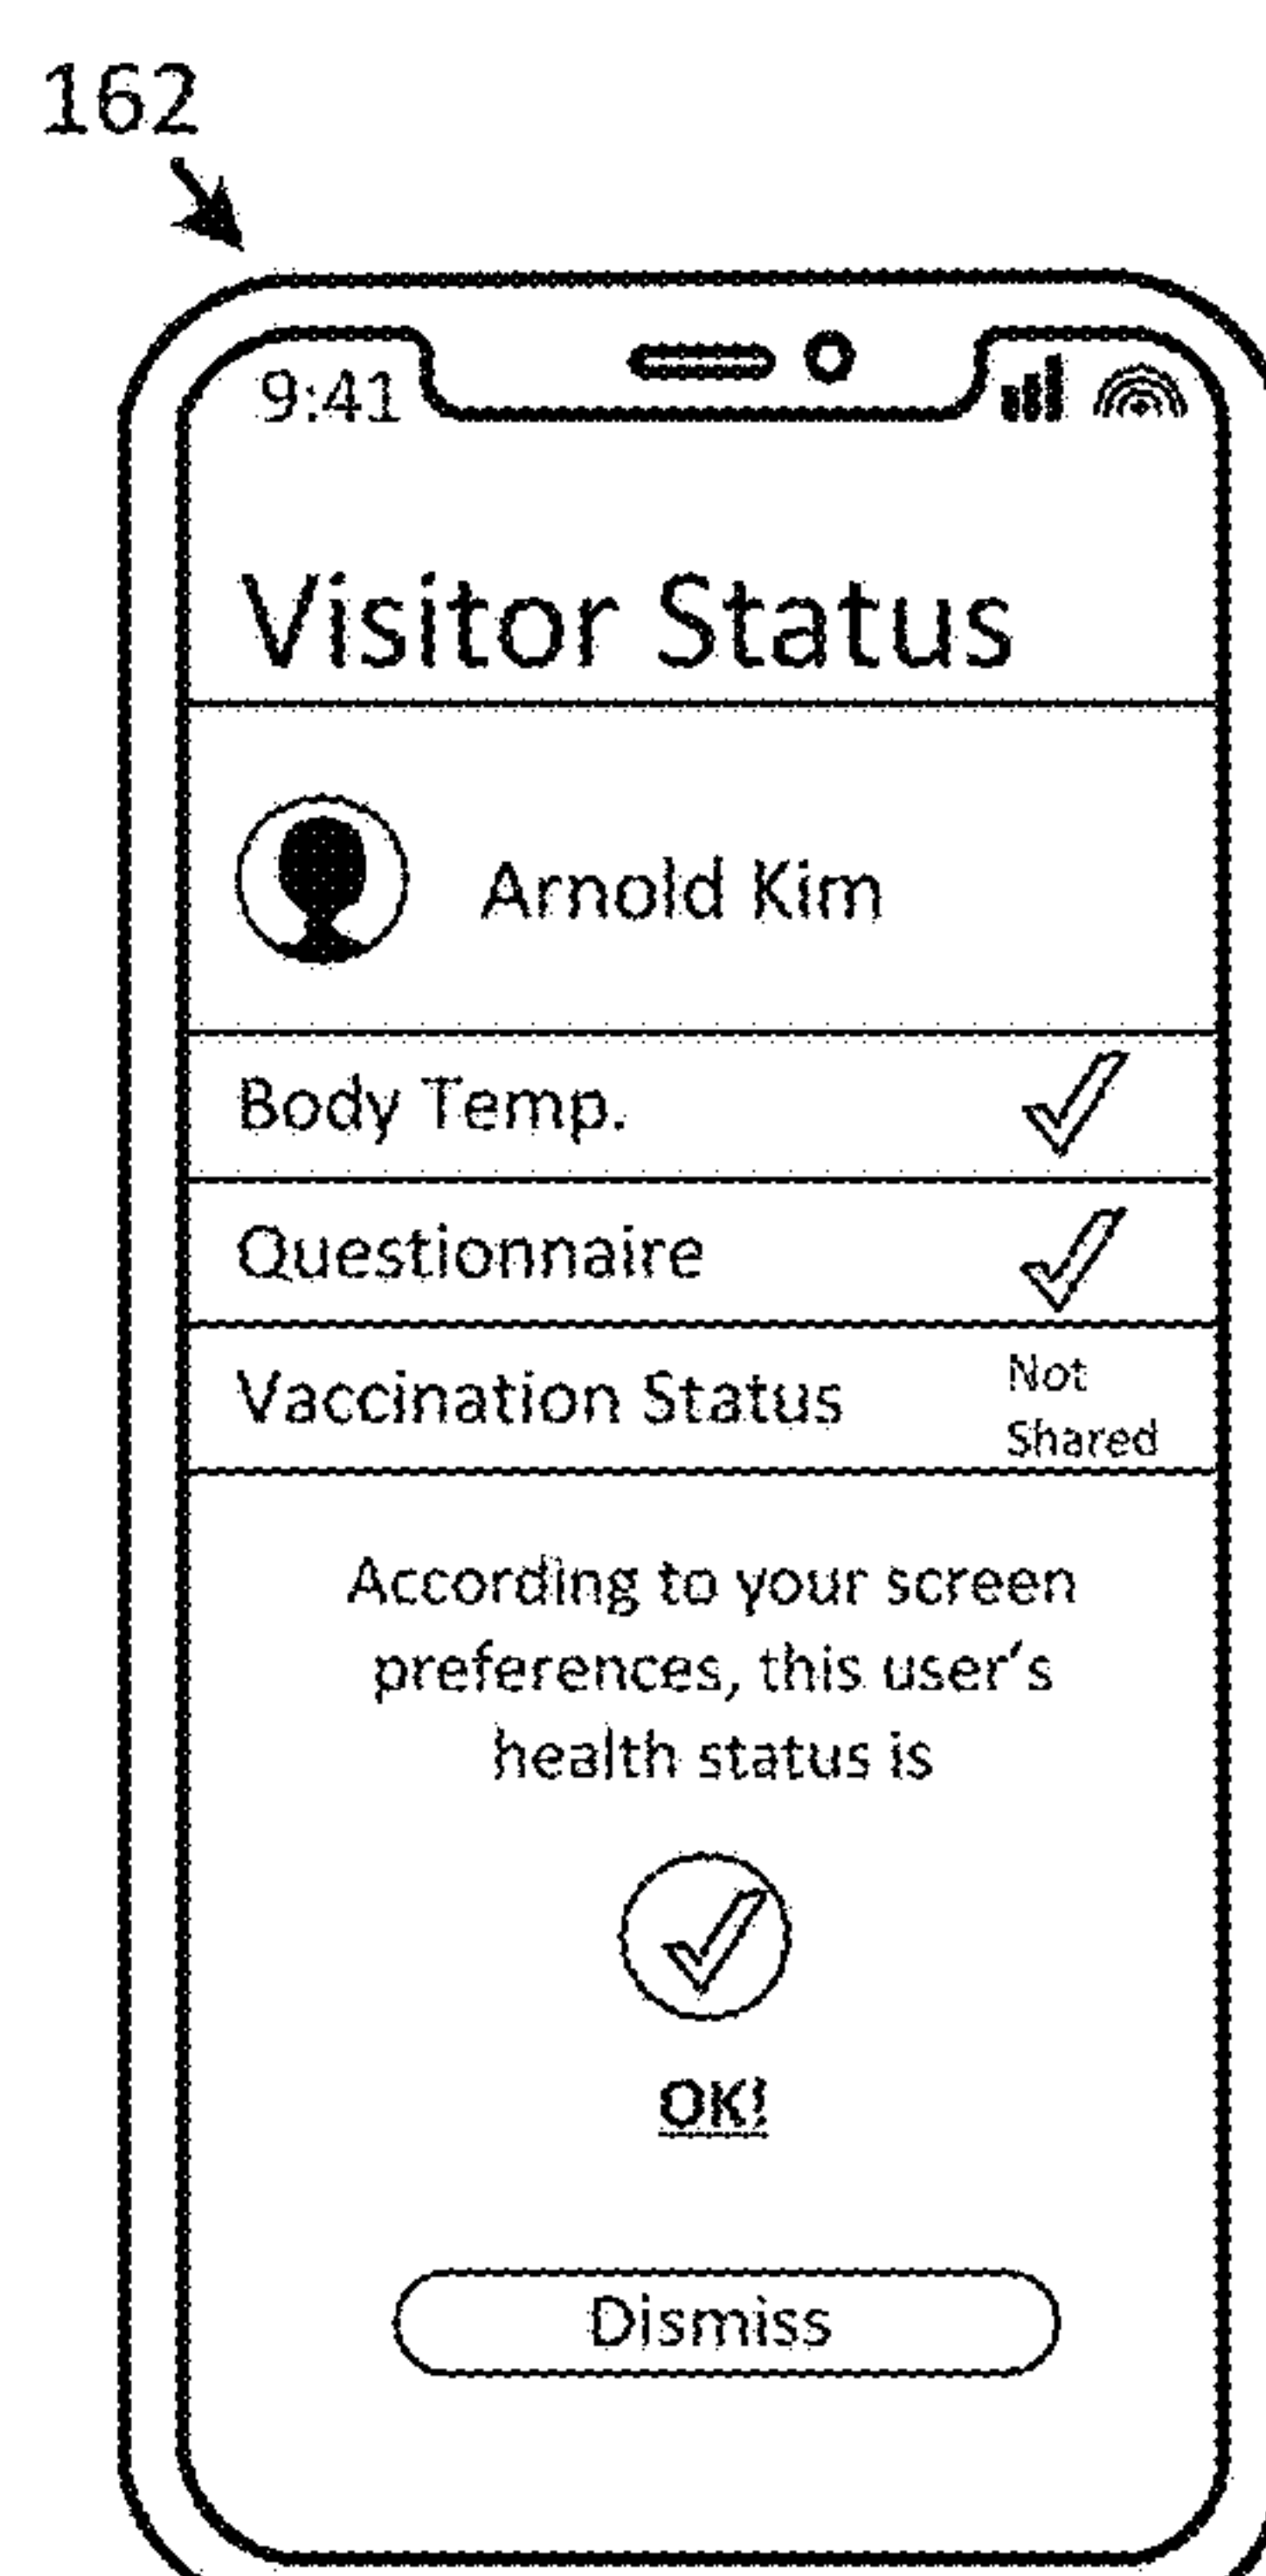 162
9:41
Visitor Status
Arnold Kim
Body Temp.
Questionnaire
Vaccination Status
Not
Shared
According to your screen
preferences, this user's
health status is
OK!
Dismiss